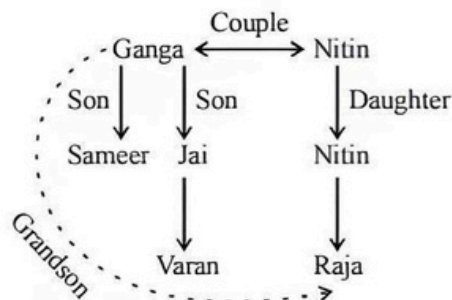 Couple
Ganga Nitin
Son Son Daughter
Sameer Jai Nitin
Grandson
Varan Raja